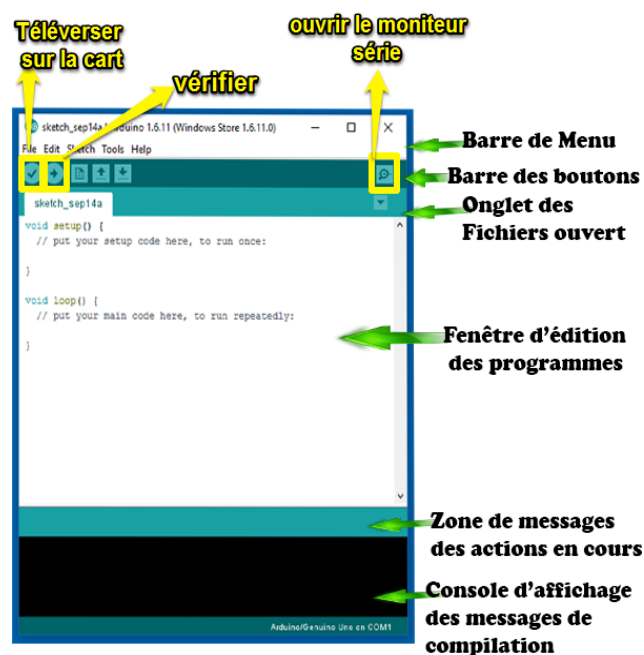 Téléverser
sur la cart
ouvrir le moniteur
série
vérifier
sketch_sep14a | Arduino 1.6.11 (Windows Store 1.6.11.0)
File Edit Sketch Tools Help
sketch_sep14a
void setup() {
// put your setup code here, to run once:
}
void loop() {
// put your main code here, to run repeatedly:
}
Arduino/Genuino Uno on COM1
Barre de Menu
Barre des boutons
Onglet des
Fichiers ouvert
Fenêtre d'édition
des programmes
Zone de messages
des actions en cours
Console d'affichage
des messages de
compilation